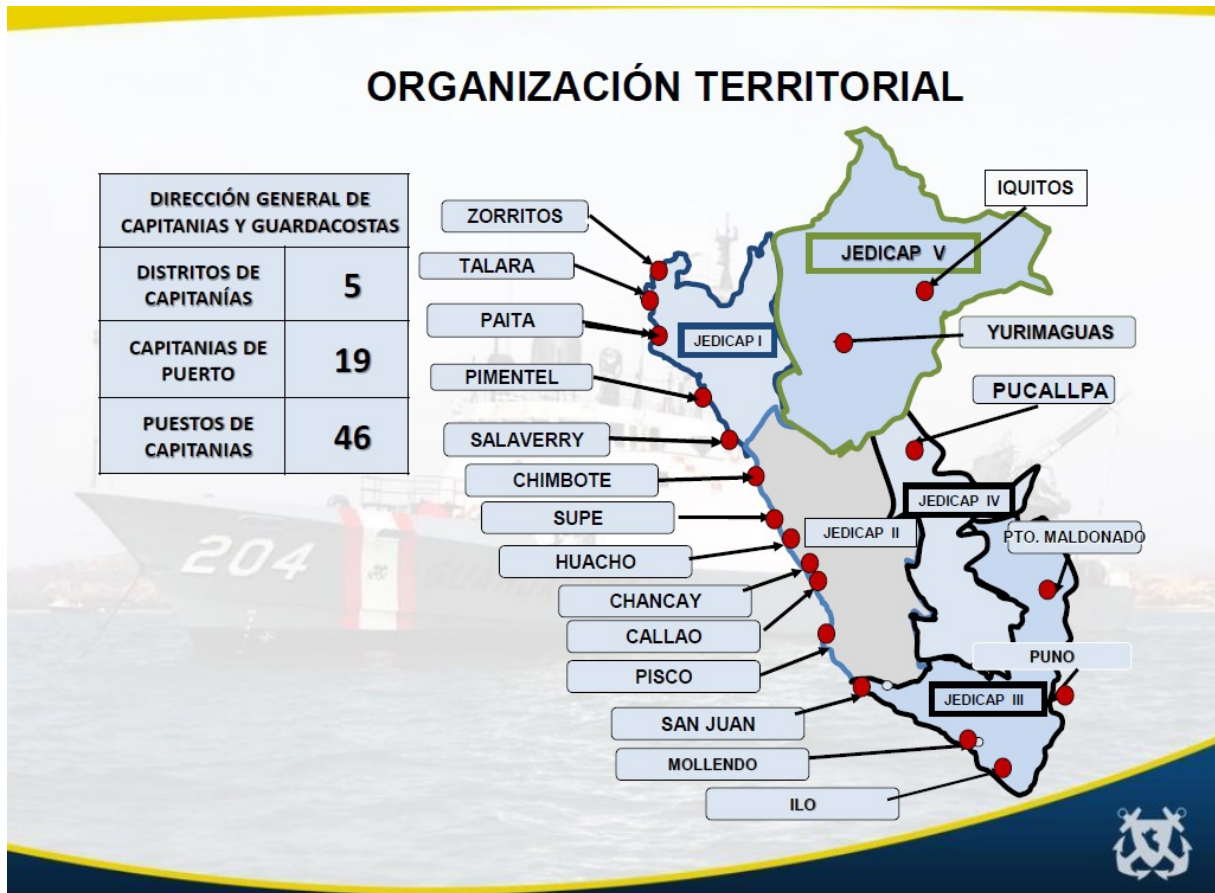 ORGANIZACIÓN TERRITORIAL
DIRECCIÓN GENERAL DE
CAPITANIAS Y GUARDACOSTAS
DISTRITOS DE
CAPITANÍAS
5
CAPITANIAS DE
PUERTO
19
PUESTOS DE
CAPITANIAS
46
ZORRITOS
TALARA
PAITA
PIMENTEL
SALAVERRY
CHIMBOTE
SUPE
HUACHO
CHANCAY
CALLAO
PISCO
SAN JUAN
MOLLENDO
ILO
IQUITOS
JEDICAP V
JEDICAP I
YURIMAGUAS
PUCALLPA
JEDICAP IV
JEDICAP II
PTO. MALDONADO
PUNO
JEDICAP III
204